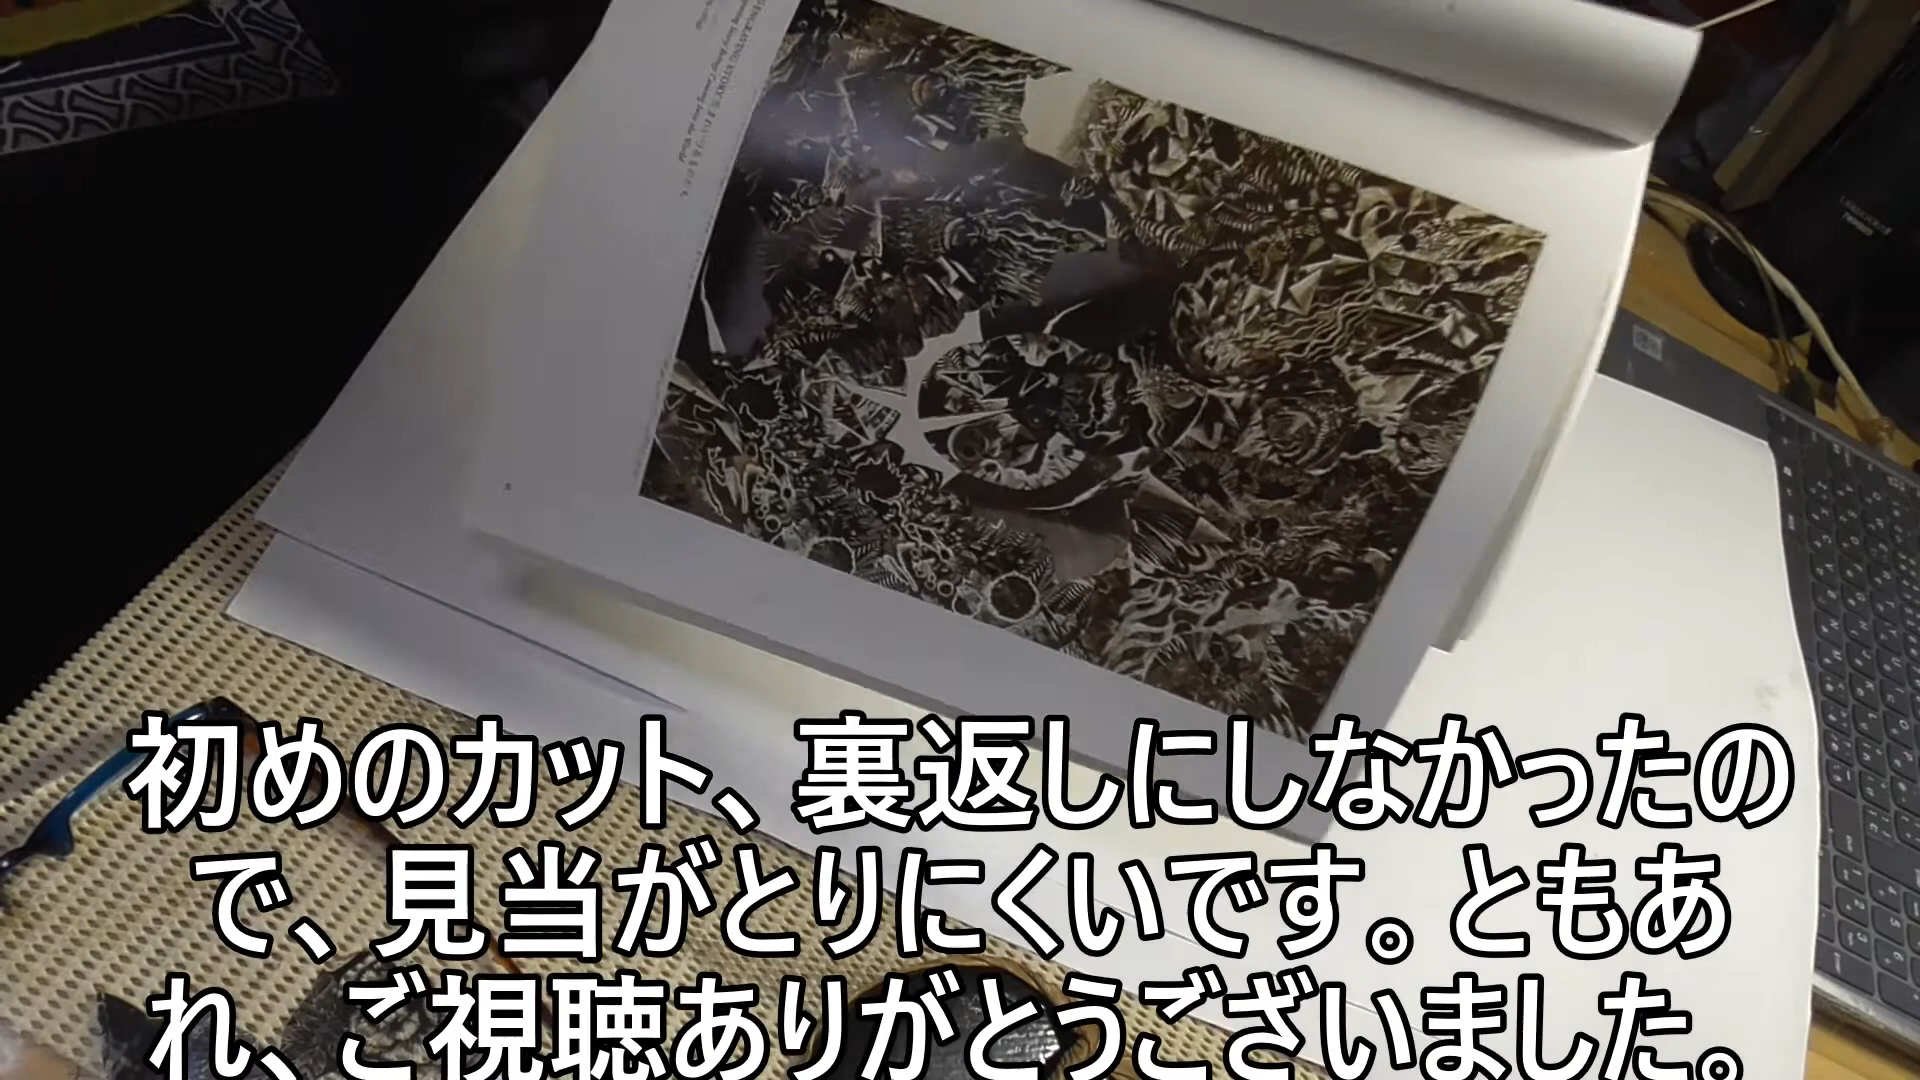 初めのカット、裏返しにしなかったの
で、見当がとりにくいです。ともあ
れ、ご視聴ありがとうございました。